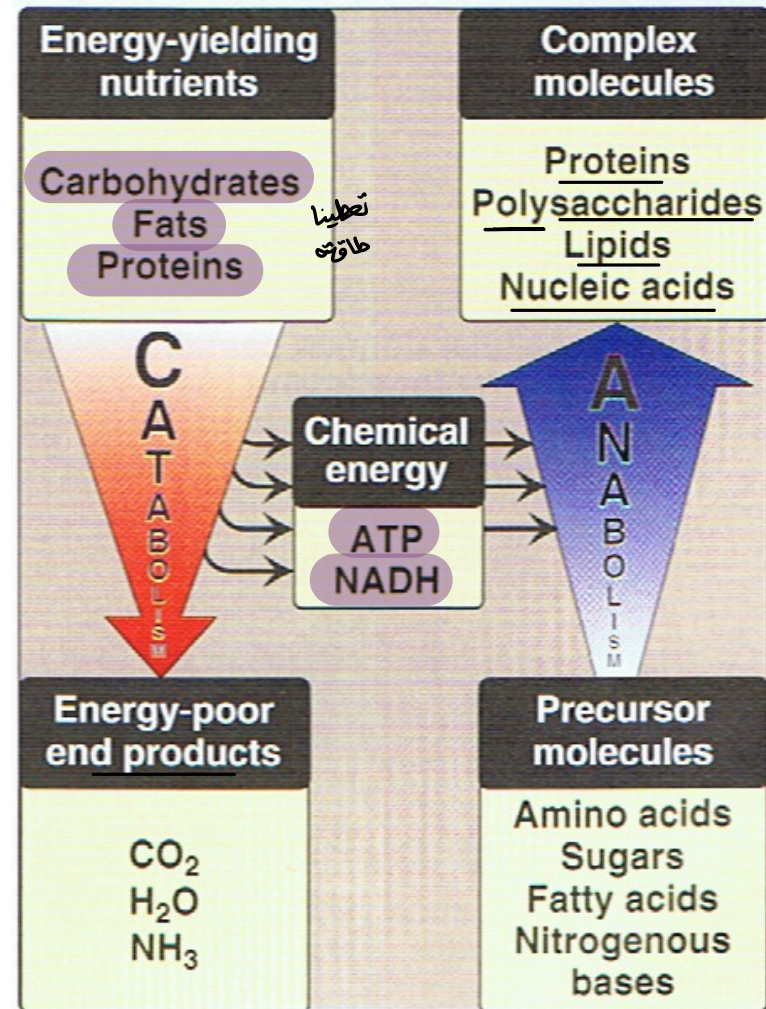 Energy-yielding
nutrients
Carbohydrates
Fats
Proteins
تعطينا
طاقة
CATABOLISM
Energy-poor
end products
CO₂
H₂O
NH₃
Chemical
energy
ATP
NADH
Complex
molecules
Proteins
Polysaccharides
Lipids
Nucleic acids
ANABOLISM
Precursor
molecules
Amino acids
Sugars
Fatty acids
Nitrogenous
bases